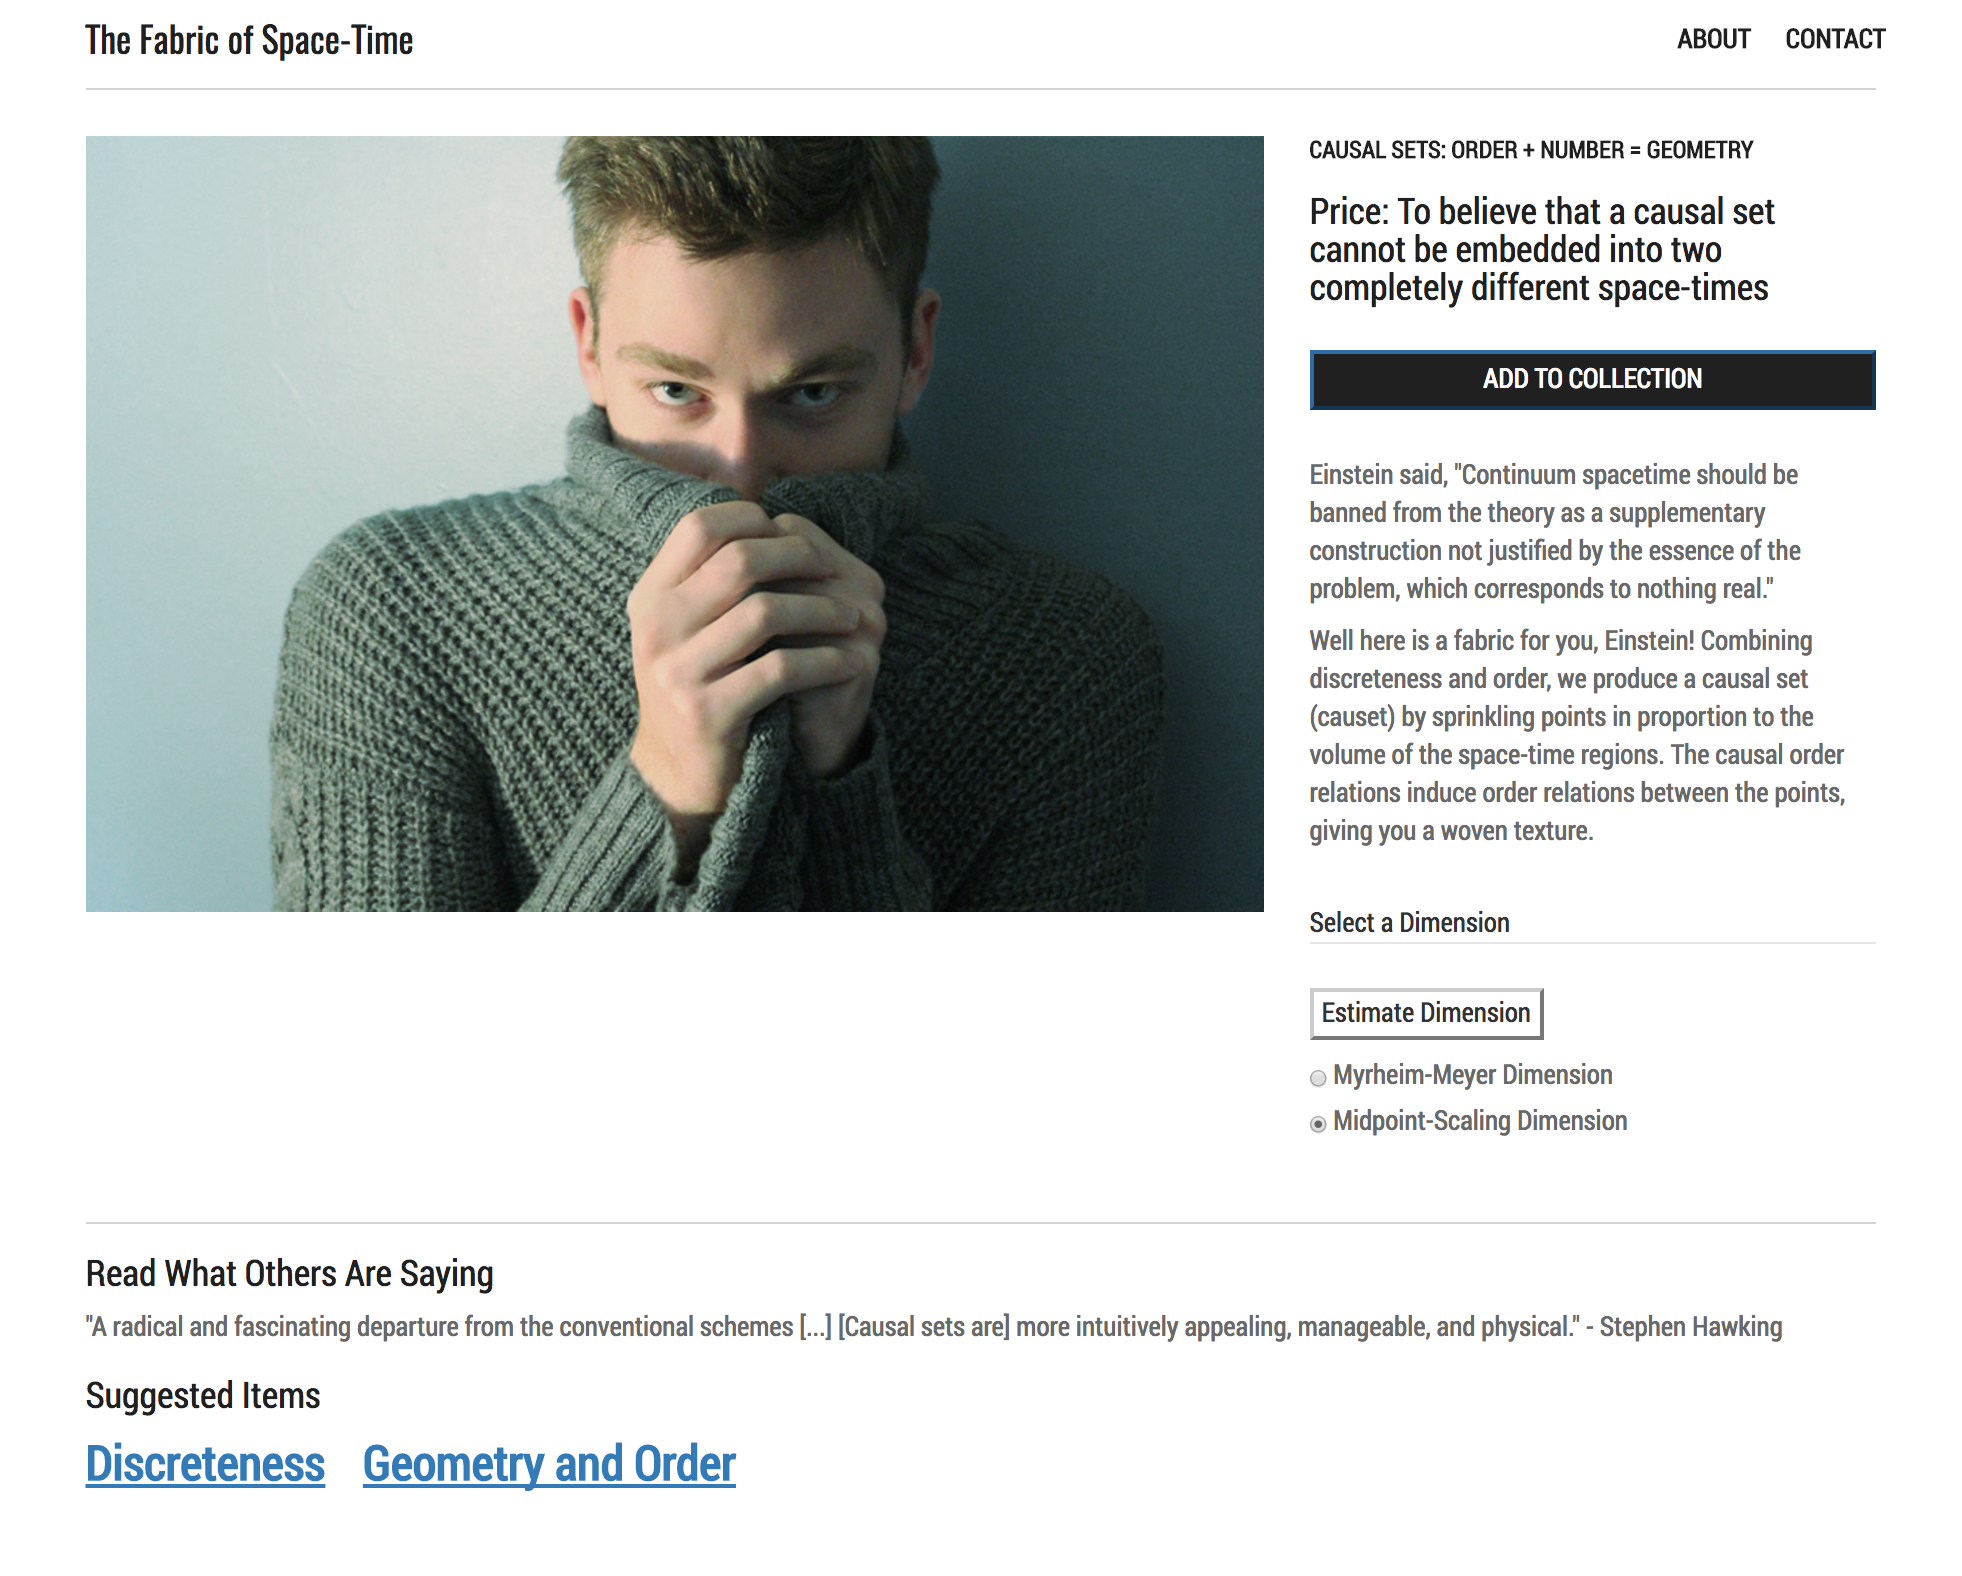 The Fabric of Space-Time
ABOUT CONTACT
CAUSAL SETS: ORDER + NUMBER = GEOMETRY
Price: To believe that a causal set
cannot be embedded into two
completely different space-times
ADD TO COLLECTION
Einstein said, "Continuum spacetime should be
banned from the theory as a supplementary
construction not justified by the essence of the
problem, which corresponds to nothing real."
Well here is a fabric for you, Einstein! Combining
discreteness and order, we produce a causal set
(causet) by sprinkling points in proportion to the
volume of the space-time regions. The causal order
relations induce order relations between the points,
giving you a woven texture.
Select a Dimension
Estimate Dimension
Myrheim-Meyer Dimension
Midpoint-Scaling Dimension
Read What Others Are Saying
"A radical and fascinating departure from the conventional schemes [...] [Causal sets are] more intuitively appealing, manageable, and physical." - Stephen Hawking
Suggested Items
Discreteness Geometry and Order